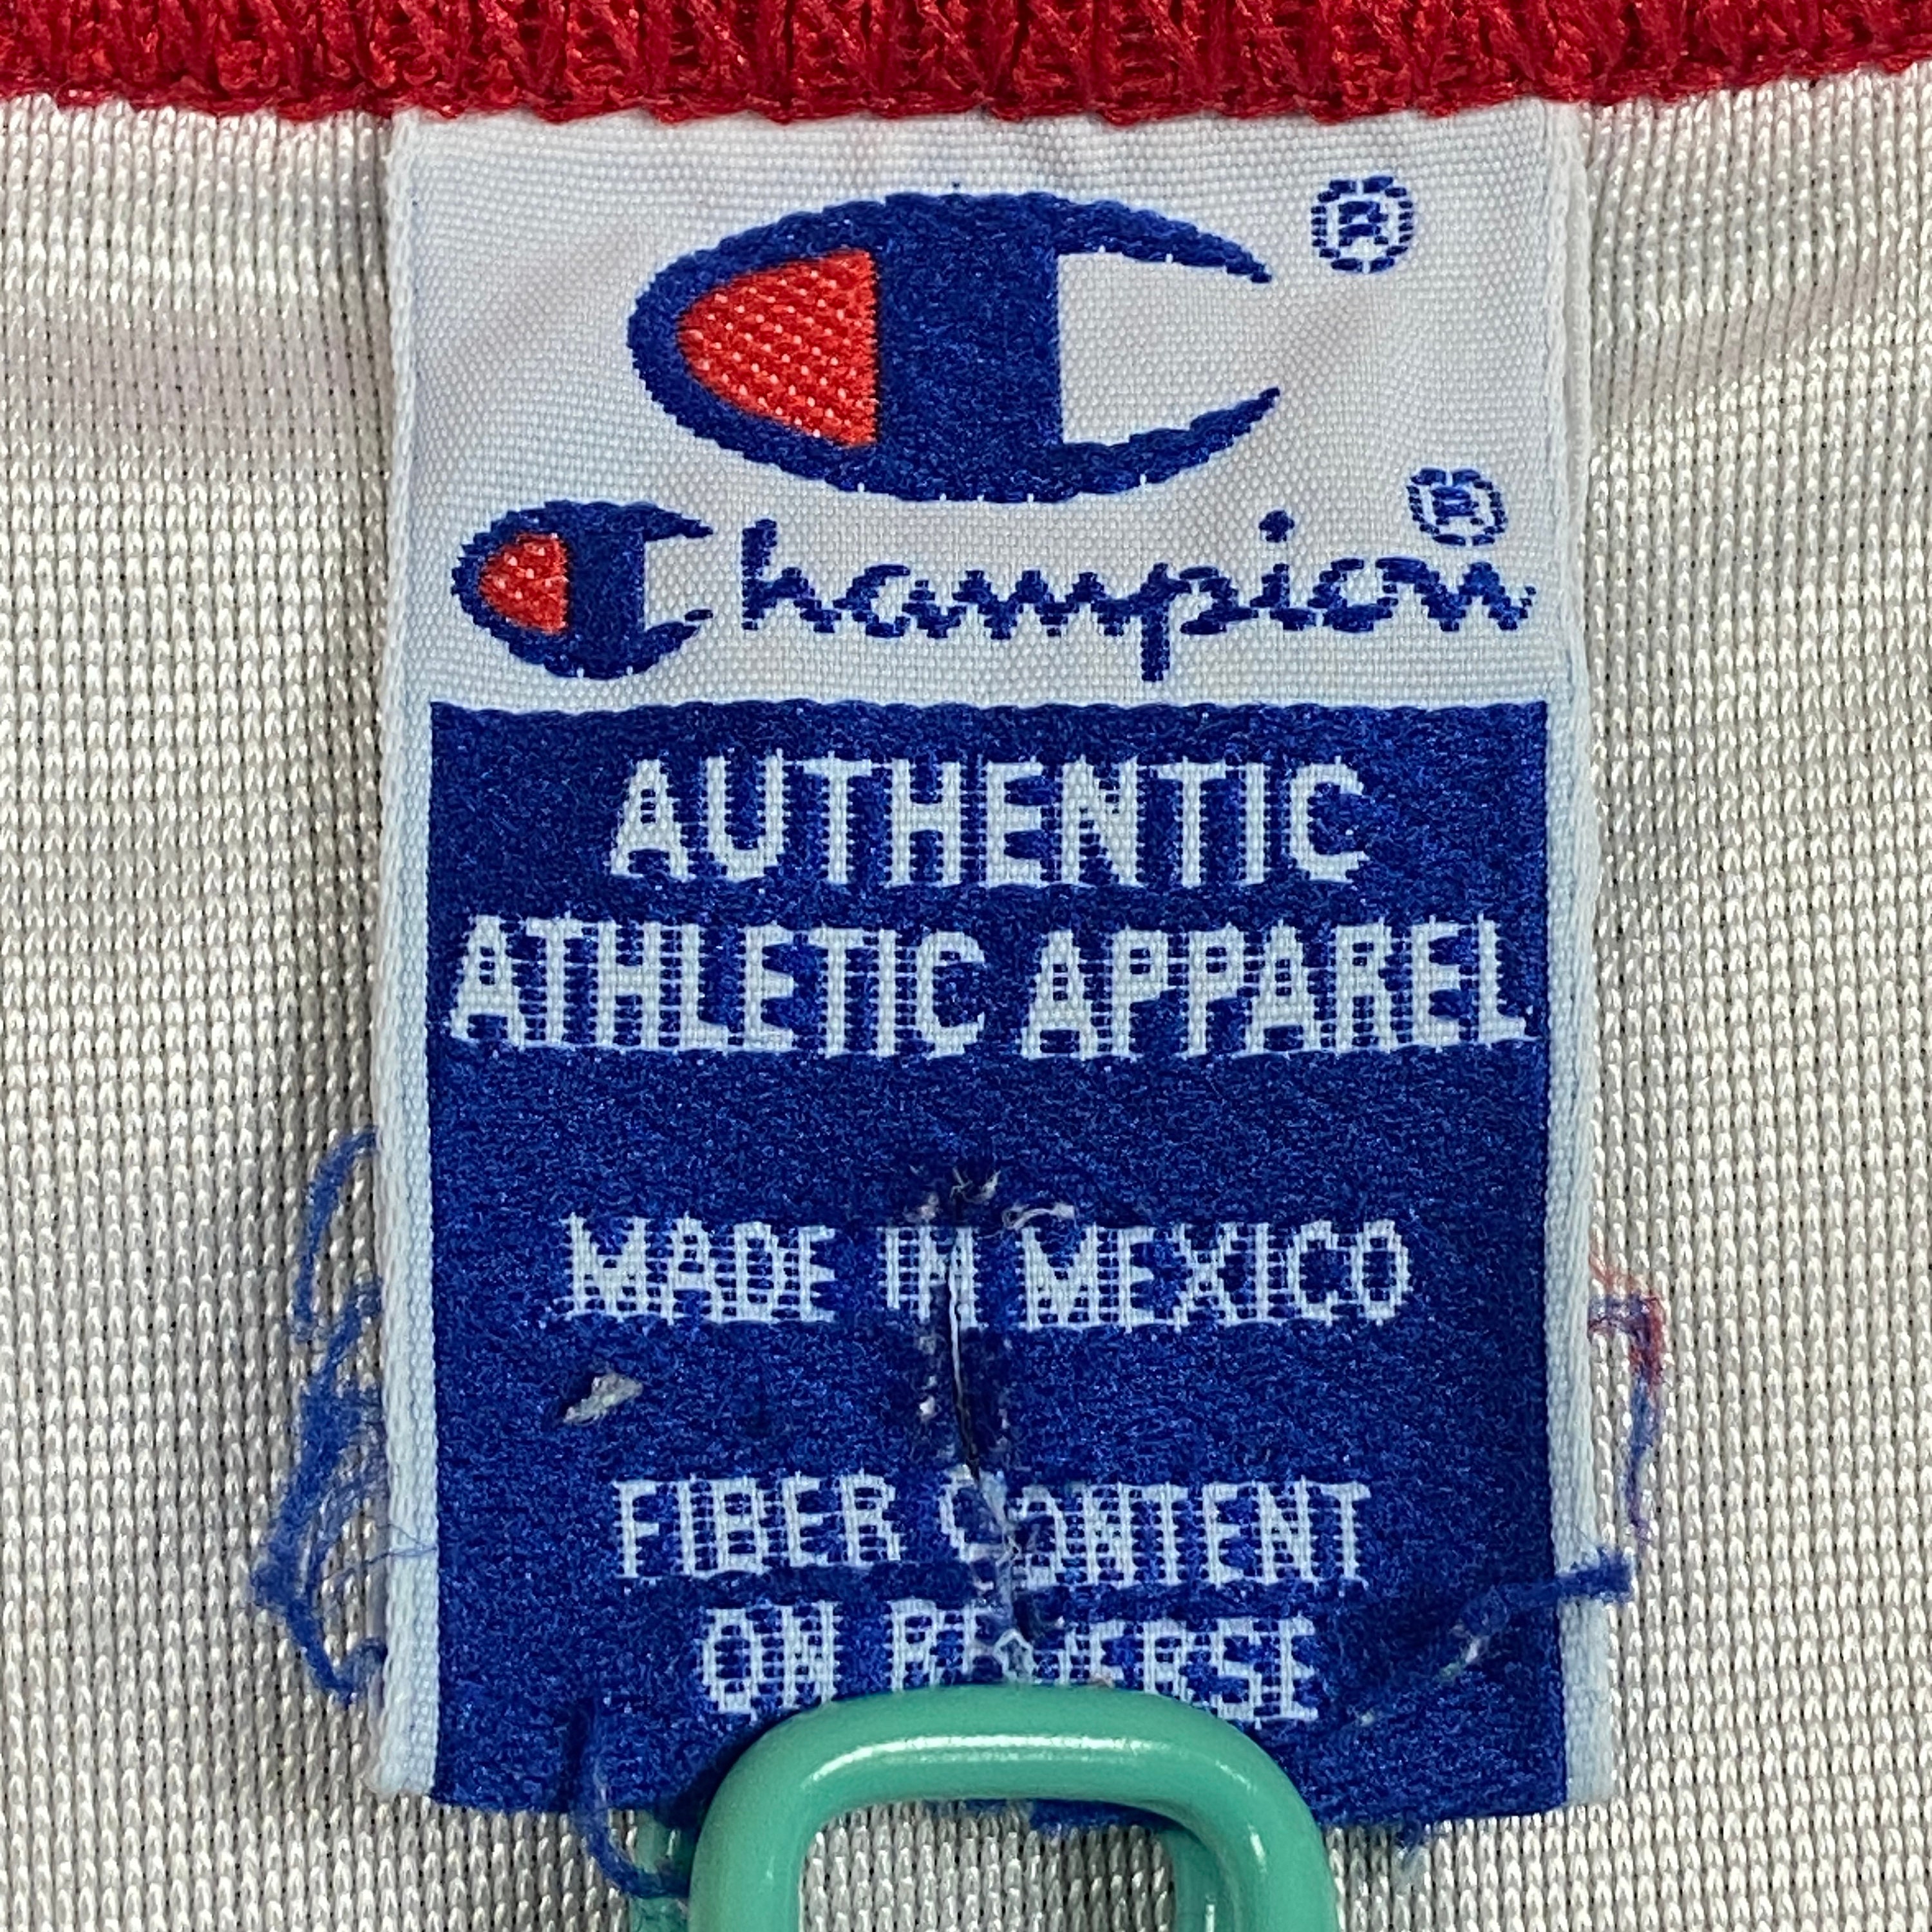 ®
Champion®
AUTHENTIC
ATHLETIC APPAREL
MADE IN MEXICO
FIBER CONTENT
ON REVERSE